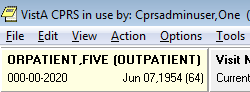 VistA CPRS in use by: Cprsadminuser,One (
File Edit View Action Options Tools
ORPATIENT,FIVE (OUTPATIENT) Visit N
000-00-2020 Jun 07,1954 (64) Current